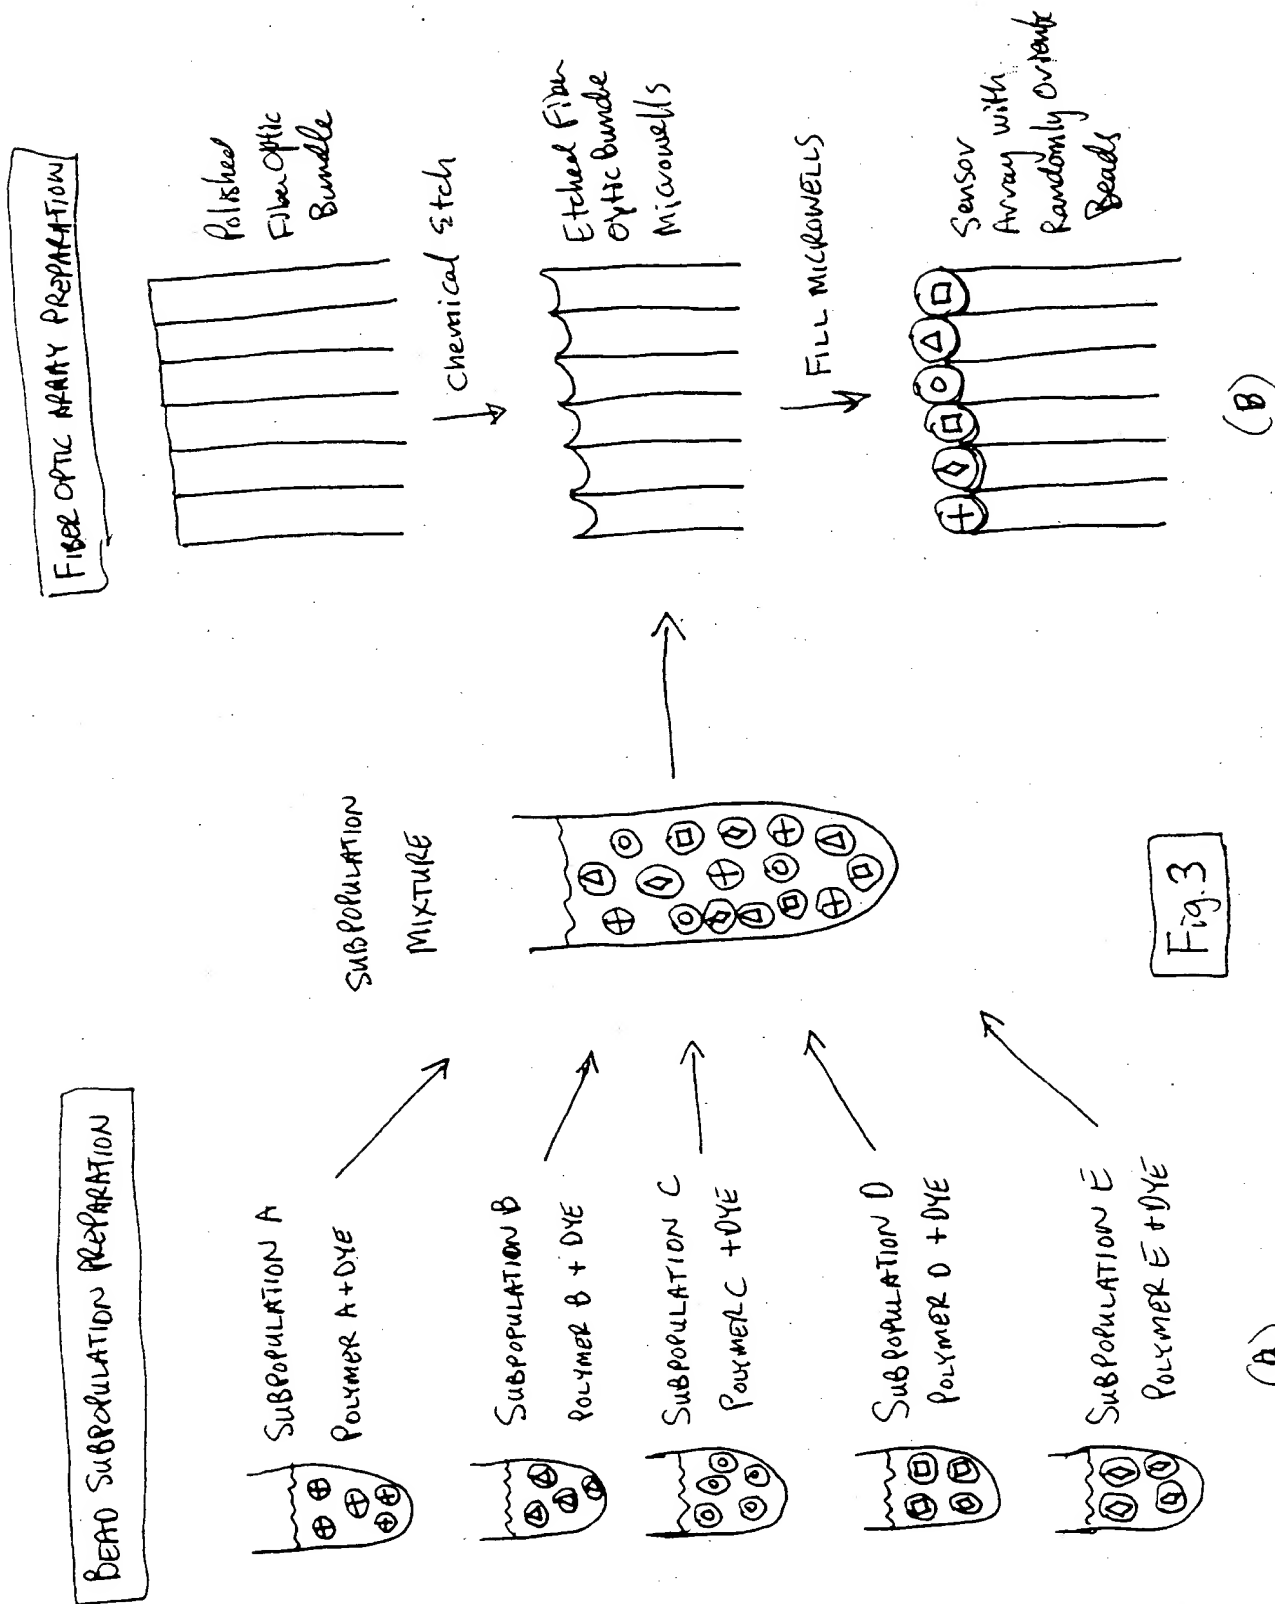 BEAD SUBPOPULATION PREPARATION
SUBPOPULATION A
POLYMER A + DYE
SUBPOPULATION B
POLYMER B + DYE
SUBPOPULATION C
POLYMER C + DYE
SUBPOPULATION D
POLYMER D + DYE
SUBPOPULATION E
POLYMER E + DYE
(A)
SUBPOPULATION
MIXTURE
Fig. 3
FIBER OPTIC ARRAY PREPARATION
Polished
Fiber Optic
Bundle
Chemical Etch
Etched Fiber
Optic Bundle
Microwells
FILL MICROWELLS
Sensor
Array with
Randomly
Beads
(B)